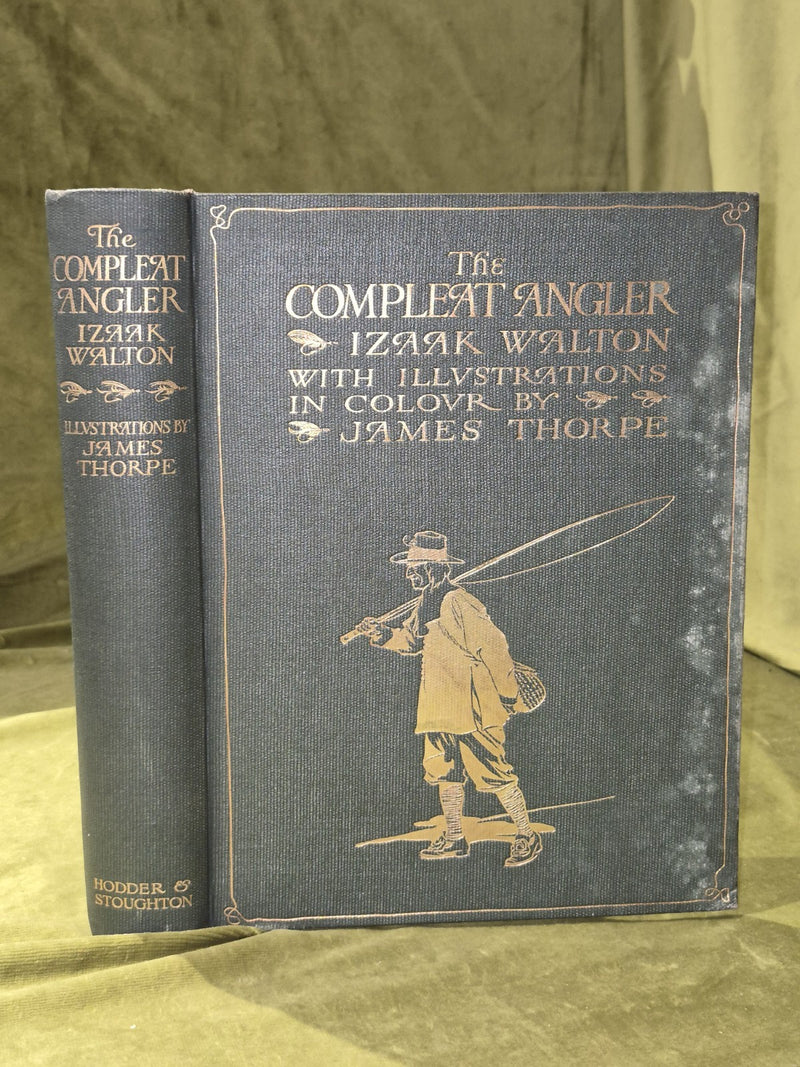 The
COMPLEAT
ANGLER
IZAAK
WALTON
ILLVSTRATIONS BY
JAMES
THORPE
HODDER &
STOUGHTON
The
COMPLEAT ANGLER
IZAAK WALTON
WITH ILLVSTRATIONS
IN COLOVR BY
JAMES THORPE